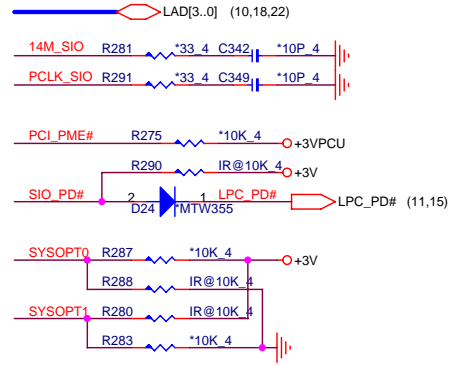 LAD[3..0] (10,18,22)
14M_SIO R281 *33_4 C342 *10P_4
PCLK_SIO R291 *33_4 C349 *10P_4
PCI_PME# R275 *10K_4 +3VPCU
R290 IR@10K_4 +3V
SIO_PD# 2 1 LPC_PD# LPC_PD# (11,15)
D24 *MTW355
SYSOPT0 R287 *10K_4 +3V
R288 IR@10K_4
SYSOPT1 R280 IR@10K_4
R283 *10K_4